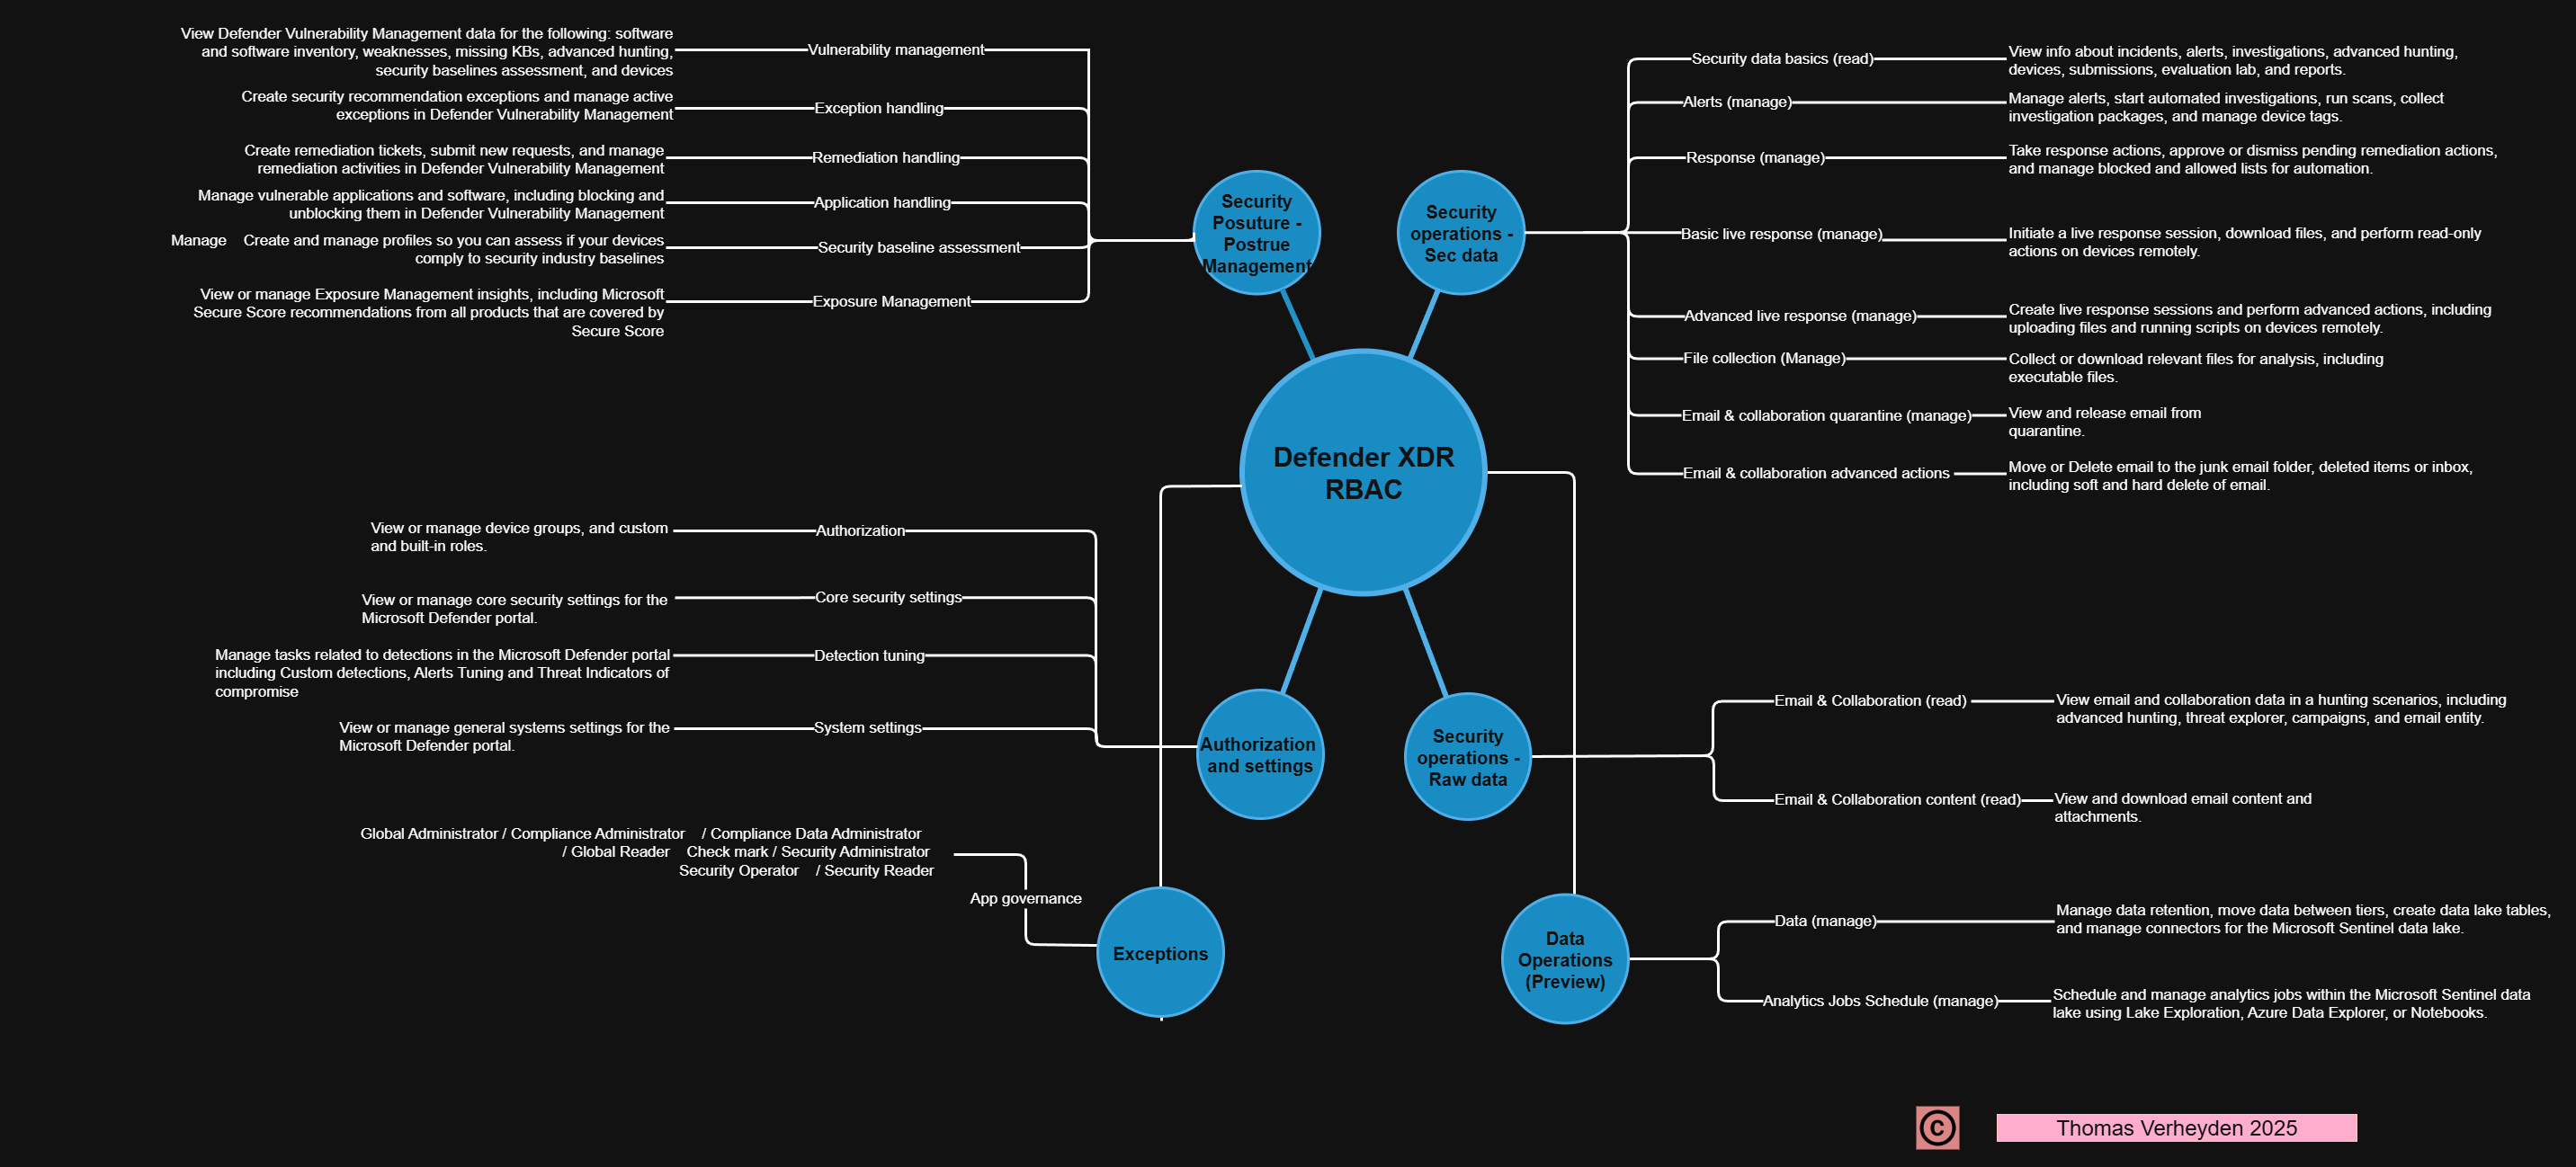 View Defender Vulnerability Management data for the following: software
and software inventory, weaknesses, missing KBs, advanced hunting,
security baselines assessment, and devices
Vulnerability management
Create security recommendation exceptions and manage active
exceptions in Defender Vulnerability Management
Exception handling
Create remediation tickets, submit new requests, and manage
remediation activities in Defender Vulnerability Management
Remediation handling
Manage vulnerable applications and software, including blocking and
unblocking them in Defender Vulnerability Management
Application handling
Manage Create and manage profiles so you can assess if your devices
comply to security industry baselines
Security baseline assessment
View or manage Exposure Management insights, including Microsoft
Secure Score recommendations from all products that are covered by
Secure Score
Exposure Management
Security
Posuture -
Postrue
Management
Security
operations -
Sec data
Security data basics (read)
View info about incidents, alerts, investigations, advanced hunting,
devices, submissions, evaluation lab, and reports.
Alerts (manage)
Manage alerts, start automated investigations, run scans, collect
investigation packages, and manage device tags.
Response (manage)
Take response actions, approve or dismiss pending remediation actions,
and manage blocked and allowed lists for automation.
Basic live response (manage)
Initiate a live response session, download files, and perform read-only
actions on devices remotely.
Advanced live response (manage)
Create live response sessions and perform advanced actions, including
uploading files and running scripts on devices remotely.
File collection (Manage)
Collect or download relevant files for analysis, including
executable files.
Email & collaboration quarantine (manage)
View and release email from
quarantine.
Email & collaboration advanced actions
Move or Delete email to the junk email folder, deleted items or inbox,
including soft and hard delete of email.
Defender XDR
RBAC
View or manage device groups, and custom
and built-in roles.
Authorization
View or manage core security settings for the
Microsoft Defender portal.
Core security settings
Manage tasks related to detections in the Microsoft Defender portal
including Custom detections, Alerts Tuning and Threat Indicators of
compromise
Detection tuning
View or manage general systems settings for the
Microsoft Defender portal.
System settings
Authorization
and settings
Security
operations -
Raw data
Email & Collaboration (read)
View email and collaboration data in a hunting scenarios, including
advanced hunting, threat explorer, campaigns, and email entity.
Email & Collaboration content (read)
View and download email content and
attachments.
Global Administrator / Compliance Administrator / Compliance Data Administrator
/ Global Reader Check mark / Security Administrator
Security Operator / Security Reader
App governance
Exceptions
Data
Operations
(Preview)
Data (manage)
Manage data retention, move data between tiers, create data lake tables,
and manage connectors for the Microsoft Sentinel data lake.
Analytics Jobs Schedule (manage)
Schedule and manage analytics jobs within the Microsoft Sentinel data
lake using Lake Exploration, Azure Data Explorer, or Notebooks.
©
Thomas Verheyden 2025